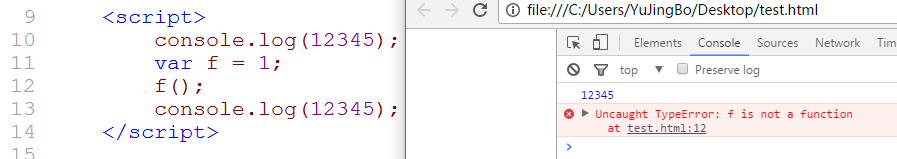 9 <script>
10 console.log(12345);
11 var f = 1;
12 f();
13 console.log(12345);
14 </script>
15
file:///C:/Users/YuJingBo/Desktop/test.html
Elements Console Sources Network Tim
top Preserve log
12345
Uncaught TypeError: f is not a function
at test.html:12